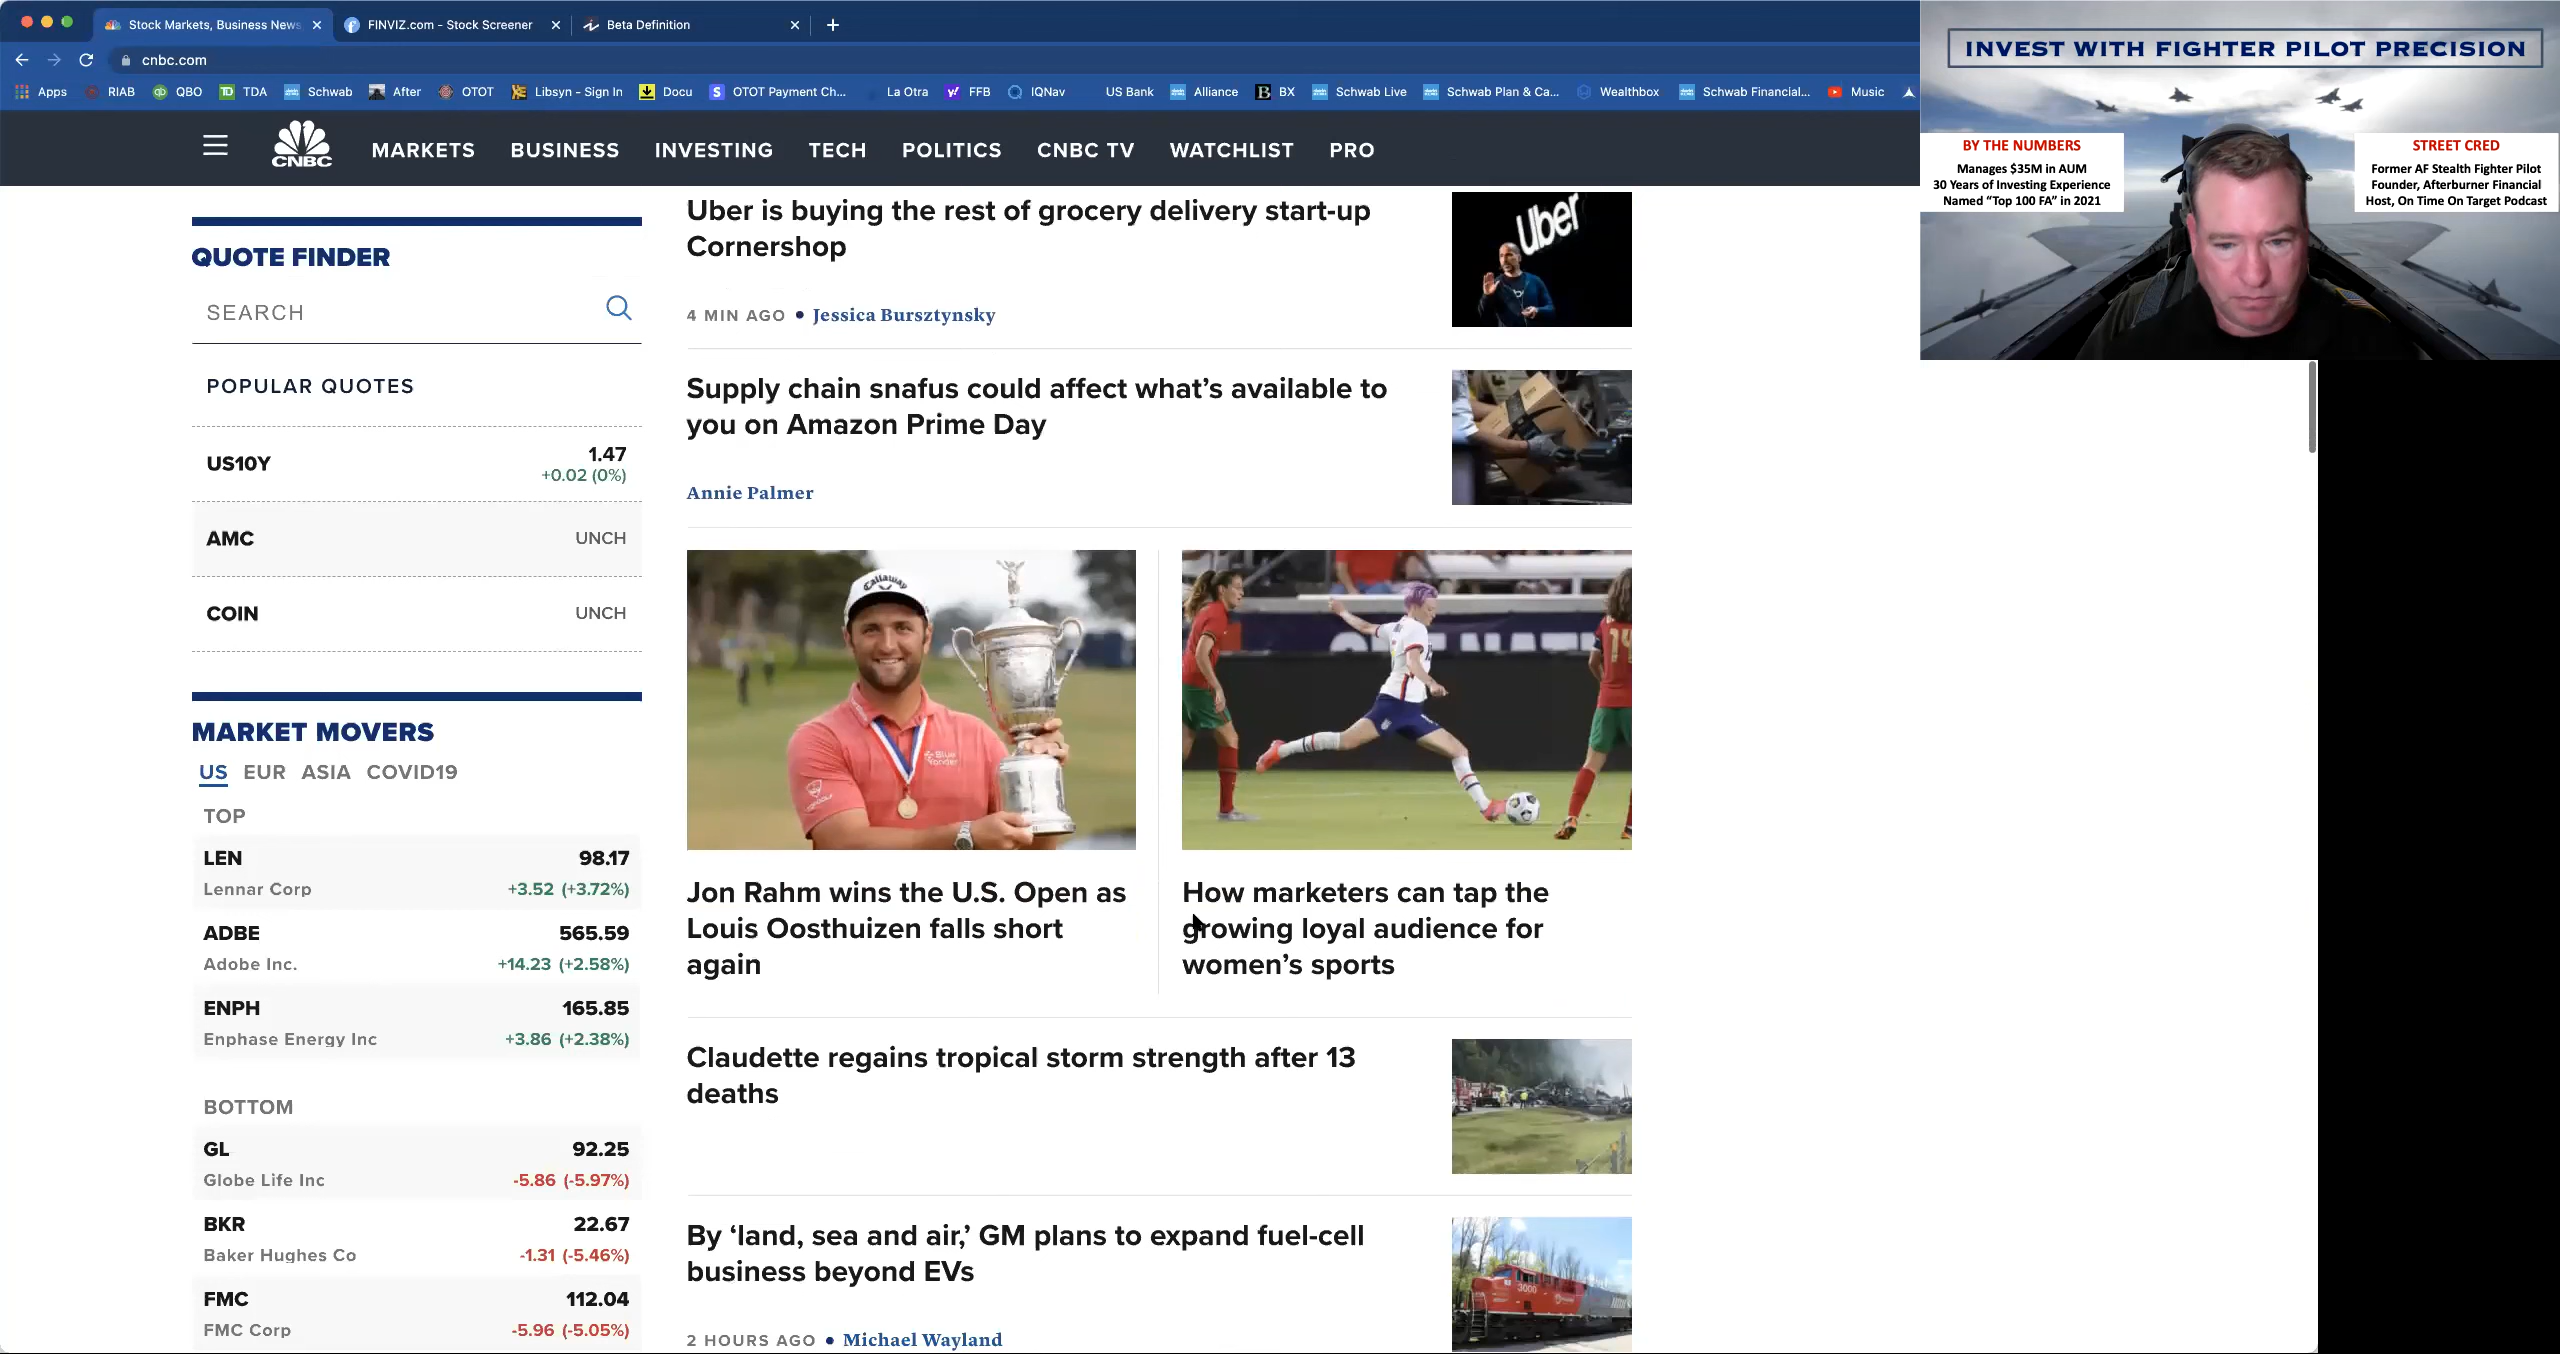 Stock Markets, Business News
FINVIZ.com - Stock Screener
Beta Definition
cnbc.com
Apps
RIAB
QBO
TDA
Schwab
After
OTOT
Libsyn - Sign In
Docu
OTOT Payment Ch...
La Otra
FFB
IQNav
US Bank
Alliance
BX
Schwab Live
Schwab Plan & Ca...
Wealthbox
Schwab Financial...
Music
CNBC
MARKETS
BUSINESS
INVESTING
TECH
POLITICS
CNBC TV
WATCHLIST
PRO
INVEST WITH FIGHTER PILOT PRECISION
BY THE NUMBERS
Manages $35M in AUM
30 Years of Investing Experience
Named “Top 100 FA” in 2021
STREET CRED
Former AF Stealth Fighter Pilot
Founder, Afterburner Financial
Host, On Time On Target Podcast
QUOTE FINDER
SEARCH
POPULAR QUOTES
US10Y
1.47
+0.02 (0%)
AMC
UNCH
COIN
UNCH
MARKET MOVERS
US EUR ASIA COVID19
TOP
LEN 98.17
Lennar Corp +3.52 (+3.72%)
ADBE 565.59
Adobe Inc. +14.23 (+2.58%)
ENPH 165.85
Enphase Energy Inc +3.86 (+2.38%)
BOTTOM
GL 92.25
Globe Life Inc -5.86 (-5.97%)
BKR 22.67
Baker Hughes Co -1.31 (-5.46%)
FMC 112.04
FMC Corp -5.96 (-5.05%)
Uber is buying the rest of grocery delivery start-up
Cornershop
4 MIN AGO • Jessica Bursztynsky
Uber
Supply chain snafus could affect what’s available to
you on Amazon Prime Day
Annie Palmer
Callaway
Jon Rahm wins the U.S. Open as
Louis Oosthuizen falls short
again
How marketers can tap the
growing loyal audience for
women’s sports
Claudette regains tropical storm strength after 13
deaths
By ‘land, sea and air,’ GM plans to expand fuel-cell
business beyond EVs
2 HOURS AGO • Michael Wayland
3000